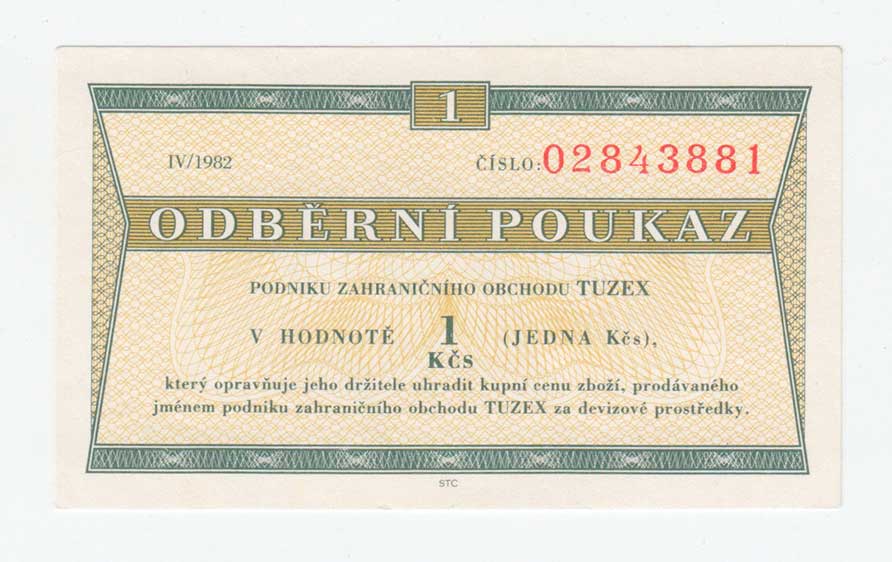 1
IV/1982 ČÍSLO: 02843881
ODBĚRNÍ POUKAZ
PODNIKU ZAHRANIČNÍHO OBCHODU TUZEX
V HODNOTĚ 1 (JEDNA Kčs),
KČS
který opravňuje jeho držitele uhradit kupní cenu zboží, prodávaného
jménem podniku zahraničního obchodu TUZEX za devizové prostředky.
STC